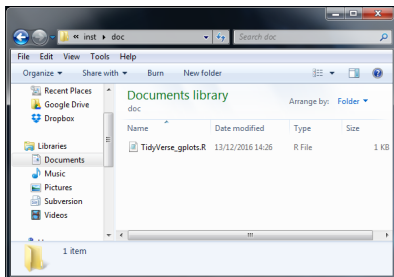 « inst ▸ doc
Search doc
File Edit View Tools Help
Organize ▼ Share with ▼ Burn New folder
Recent Places
Google Drive
Dropbox
Libraries
Documents
Music
Pictures
Subversion
Videos
Documents library
doc
Arrange by: Folder ▼
Name Date modified Type Size
TidyVerse_gplots.R 13/12/2016 14:26 R File 1 KB
1 item